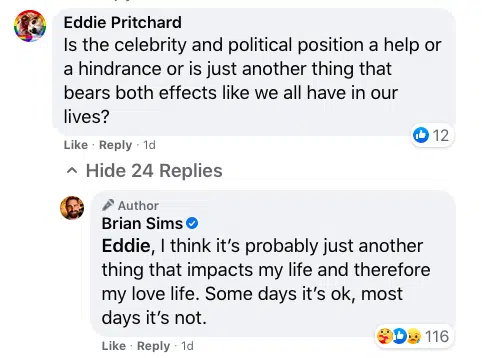 Eddie Pritchard
Is the celebrity and political position a help or
a hindrance or is just another thing that
bears both effects like we all have in our
lives?
12
Like · Reply · 1d
Hide 24 Replies
Author
Brian Sims
Eddie, I think it's probably just another
thing that impacts my life and therefore
my love life. Some days it's ok, most
days it's not.
116
Like · Reply · 1d